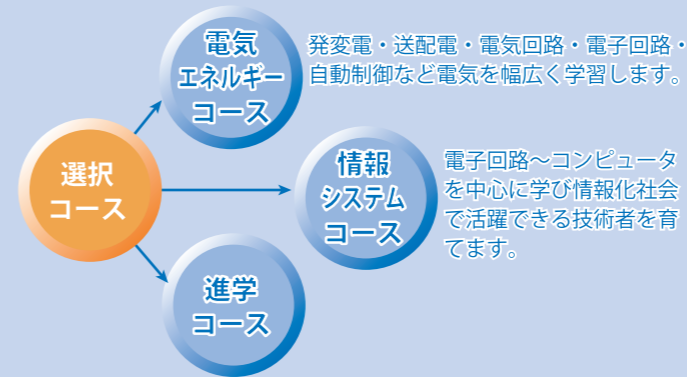 電気
エネルギー
コース
発変電・送配電・電気回路・電子回路・
自動制御など電気を幅広く学習します。
選択
コース
情報
システム
コース
電子回路～コンピュータ
を中心に学び情報化社会
で活躍できる技術者を育
てます。
進学
コース